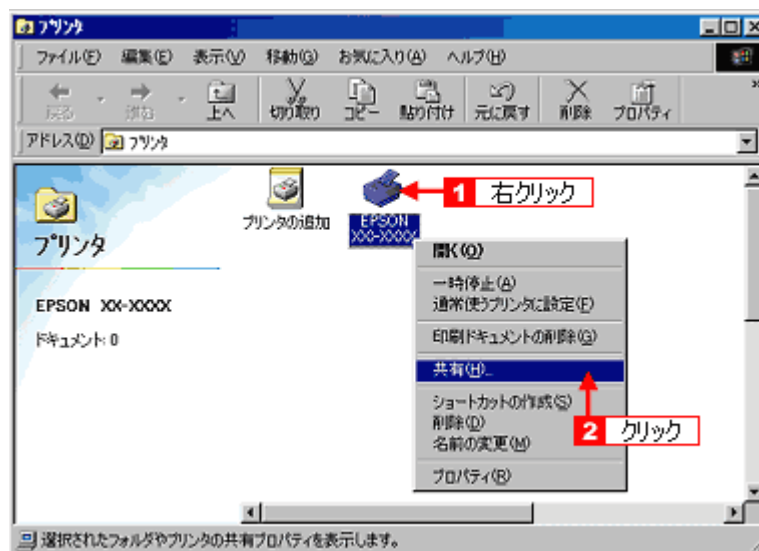 プリンタ
ファイル(F) 編集(E) 表示(V) 移動(G) お気に入り(A) ヘルプ(H)
戻る 進む 上へ 切り取り コピー 貼り付け 元に戻す 削除 プロパティ
アドレス(D) プリンタ
プリンタ
EPSON XX-XXXX
ドキュメント: 0
プリンタの追加
EPSON
XXX-XXXX
1 右クリック
開く(O)
一時停止(A)
通常使うプリンタに設定(F)
印刷ドキュメントの削除(G)
共有(H)...
ショートカットの作成(S)
削除(D)
名前の変更(M)
プロパティ(R)
2 クリック
選択されたフォルダやプリンタの共有プロパティを表示します。